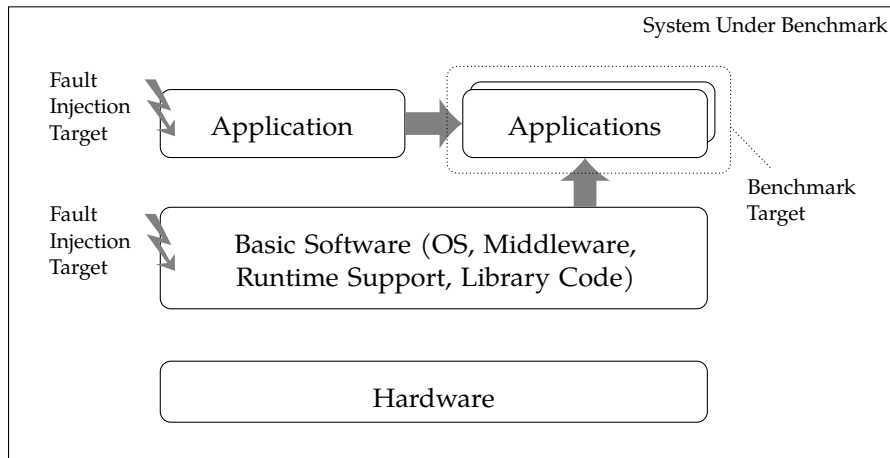 System Under Benchmark
Fault
Injection
Target
Application
Applications
Benchmark
Target
Fault
Injection
Target
Basic Software (OS, Middleware,
Runtime Support, Library Code)
Hardware